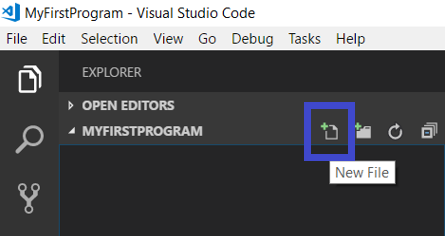 MyFirstProgram - Visual Studio Code
File Edit Selection View Go Debug Tasks Help
EXPLORER
OPEN EDITORS
MYFIRSTPROGRAM
New File